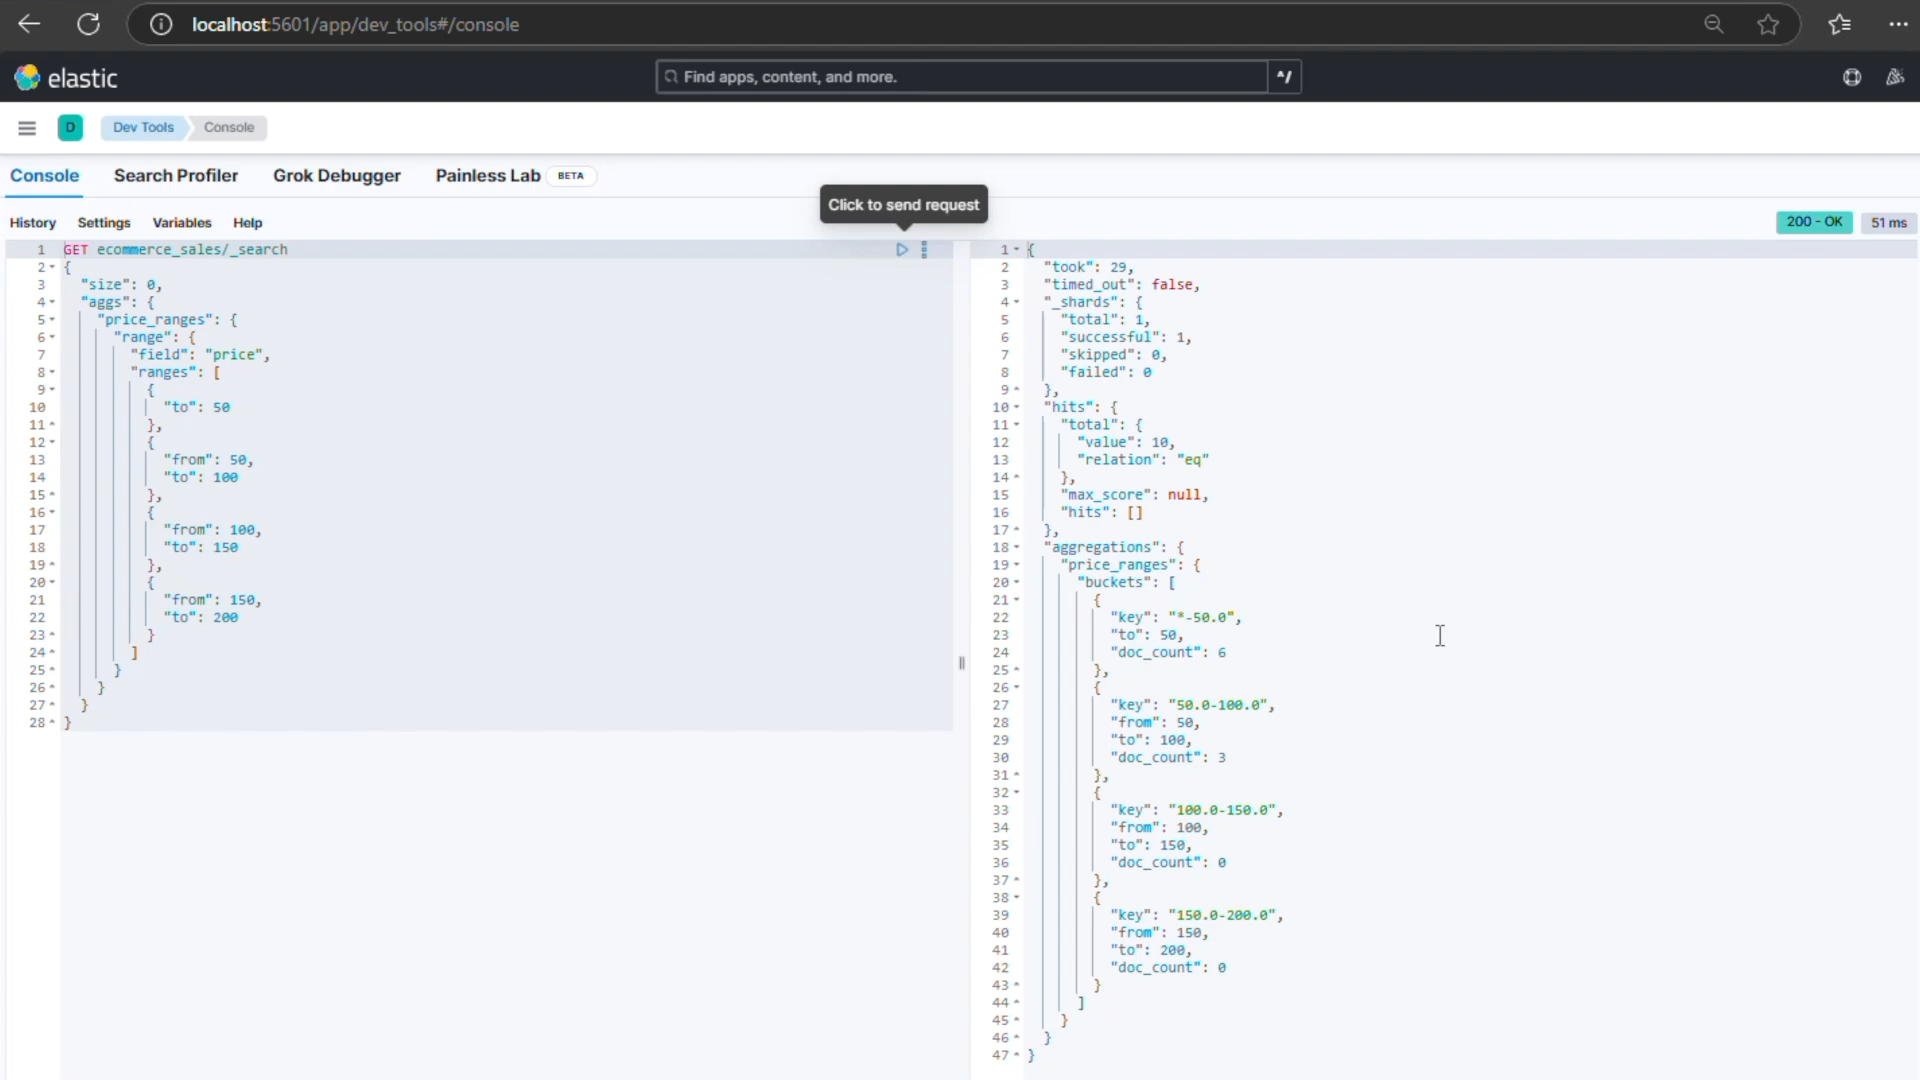 localhost:5601/app/dev_tools#/console
elastic
Find apps, content, and more.
^/
D
Dev Tools
Console
Console
Search Profiler
Grok Debugger
Painless Lab
BETA
Click to send request
History
Settings
Variables
Help
200 - OK
51 ms
1 GET ecommerce_sales/_search
2 {
3 "size": 0,
4 "aggs": {
5 "price_ranges": {
6 "range": {
7 "field": "price",
8 "ranges": [
9 {
10 "to": 50
11 },
12 {
13 "from": 50,
14 "to": 100
15 },
16 {
17 "from": 100,
18 "to": 150
19 },
20 {
21 "from": 150,
22 "to": 200
23 }
24 ]
25 }
26 }
27 }
28 }
1 {
2 "took": 29,
3 "timed_out": false,
4 "_shards": {
5 "total": 1,
6 "successful": 1,
7 "skipped": 0,
8 "failed": 0
9 },
10 "hits": {
11 "total": {
12 "value": 10,
13 "relation": "eq"
14 },
15 "max_score": null,
16 "hits": []
17 },
18 "aggregations": {
19 "price_ranges": {
20 "buckets": [
21 {
22 "key": "*-50.0",
23 "to": 50,
24 "doc_count": 6
25 },
26 {
27 "key": "50.0-100.0",
28 "from": 50,
29 "to": 100,
30 "doc_count": 3
31 },
32 {
33 "key": "100.0-150.0",
34 "from": 100,
35 "to": 150,
36 "doc_count": 0
37 },
38 {
39 "key": "150.0-200.0",
40 "from": 150,
41 "to": 200,
42 "doc_count": 0
43 }
44 ]
45 }
46 }
47 }